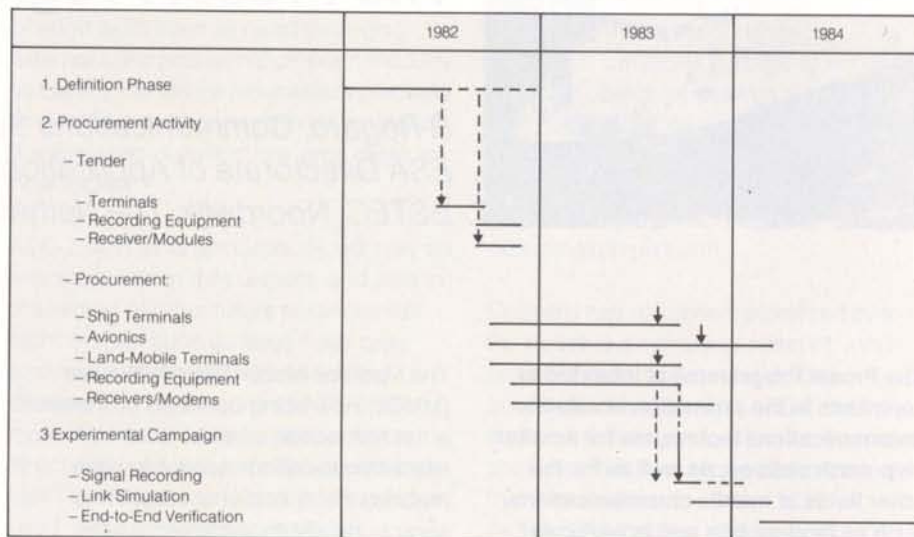 1982 1983 1984
1. Definition Phase
2. Procurement Activity
– Tender
– Terminals
– Recording Equipment
– Receiver/Modules
– Procurement:
– Ship Terminals
– Avionics
– Land-Mobile Terminals
– Recording Equipment
– Receivers/Modems
3 Experimental Campaign
– Signal Recording
– Link Simulation
– End-to-End Verification